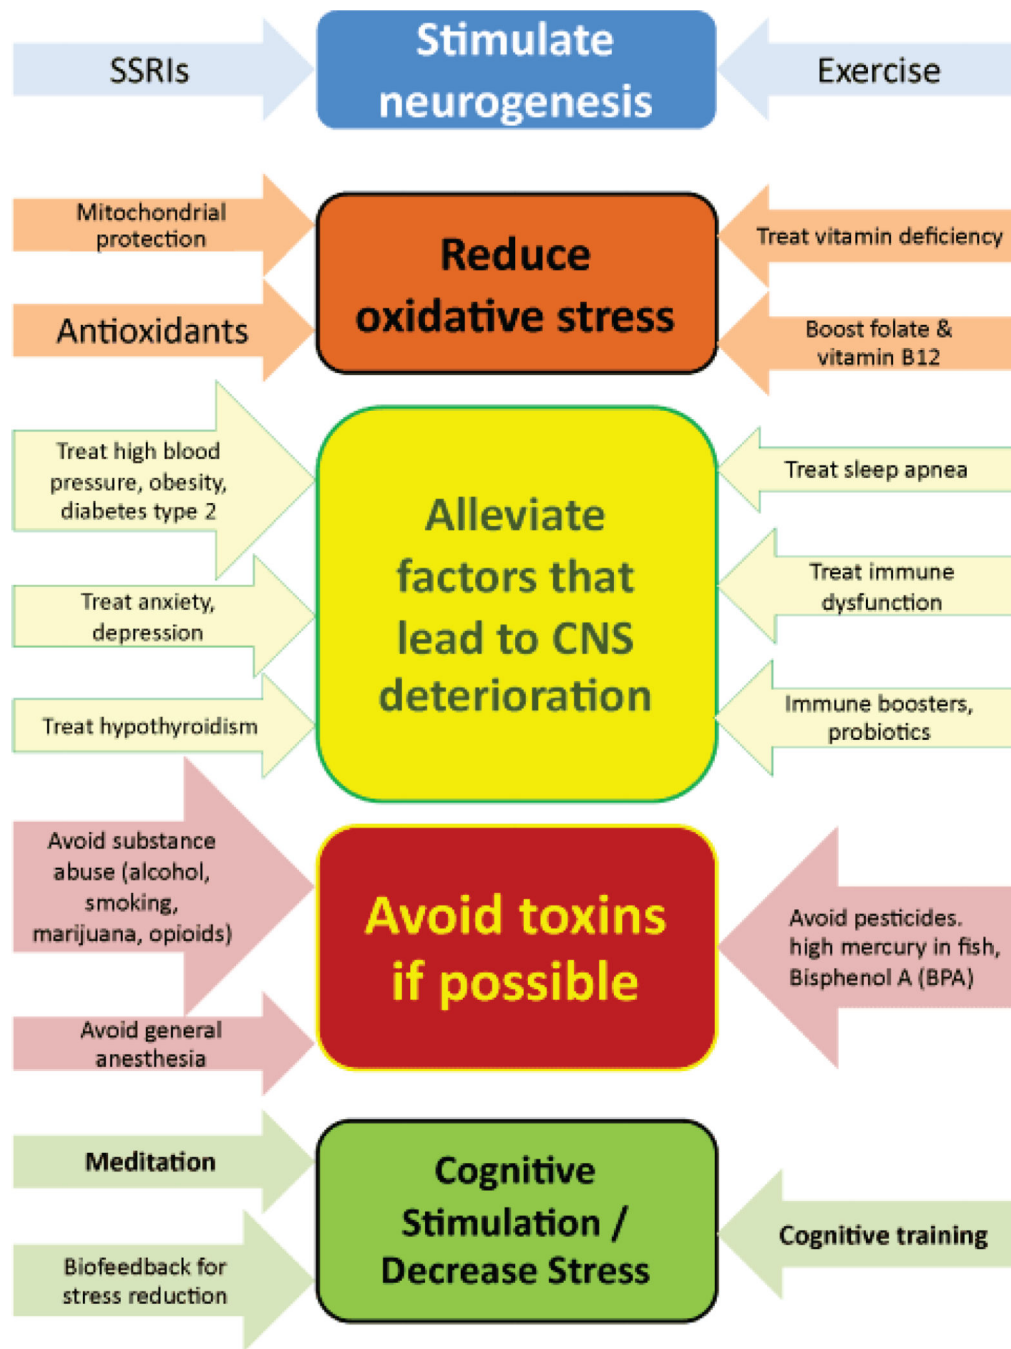 SSRIs
Stimulate
neurogenesis
Exercise
Mitochondrial
protection
Antioxidants
Reduce
oxidative stress
Treat vitamin deficiency
Boost folate &
vitamin B12
Treat high blood
pressure, obesity,
diabetes type 2
Treat anxiety,
depression
Treat hypothyroidism
Alleviate
factors that
lead to CNS
deterioration
Treat sleep apnea
Treat immune
dysfunction
Immune boosters,
probiotics
Avoid substance
abuse (alcohol,
smoking,
marijuana, opioids)
Avoid general
anesthesia
Avoid toxins
if possible
Avoid pesticides.
high mercury in fish,
Bisphenol A (BPA)
Meditation
Biofeedback for
stress reduction
Cognitive
Stimulation /
Decrease Stress
Cognitive training